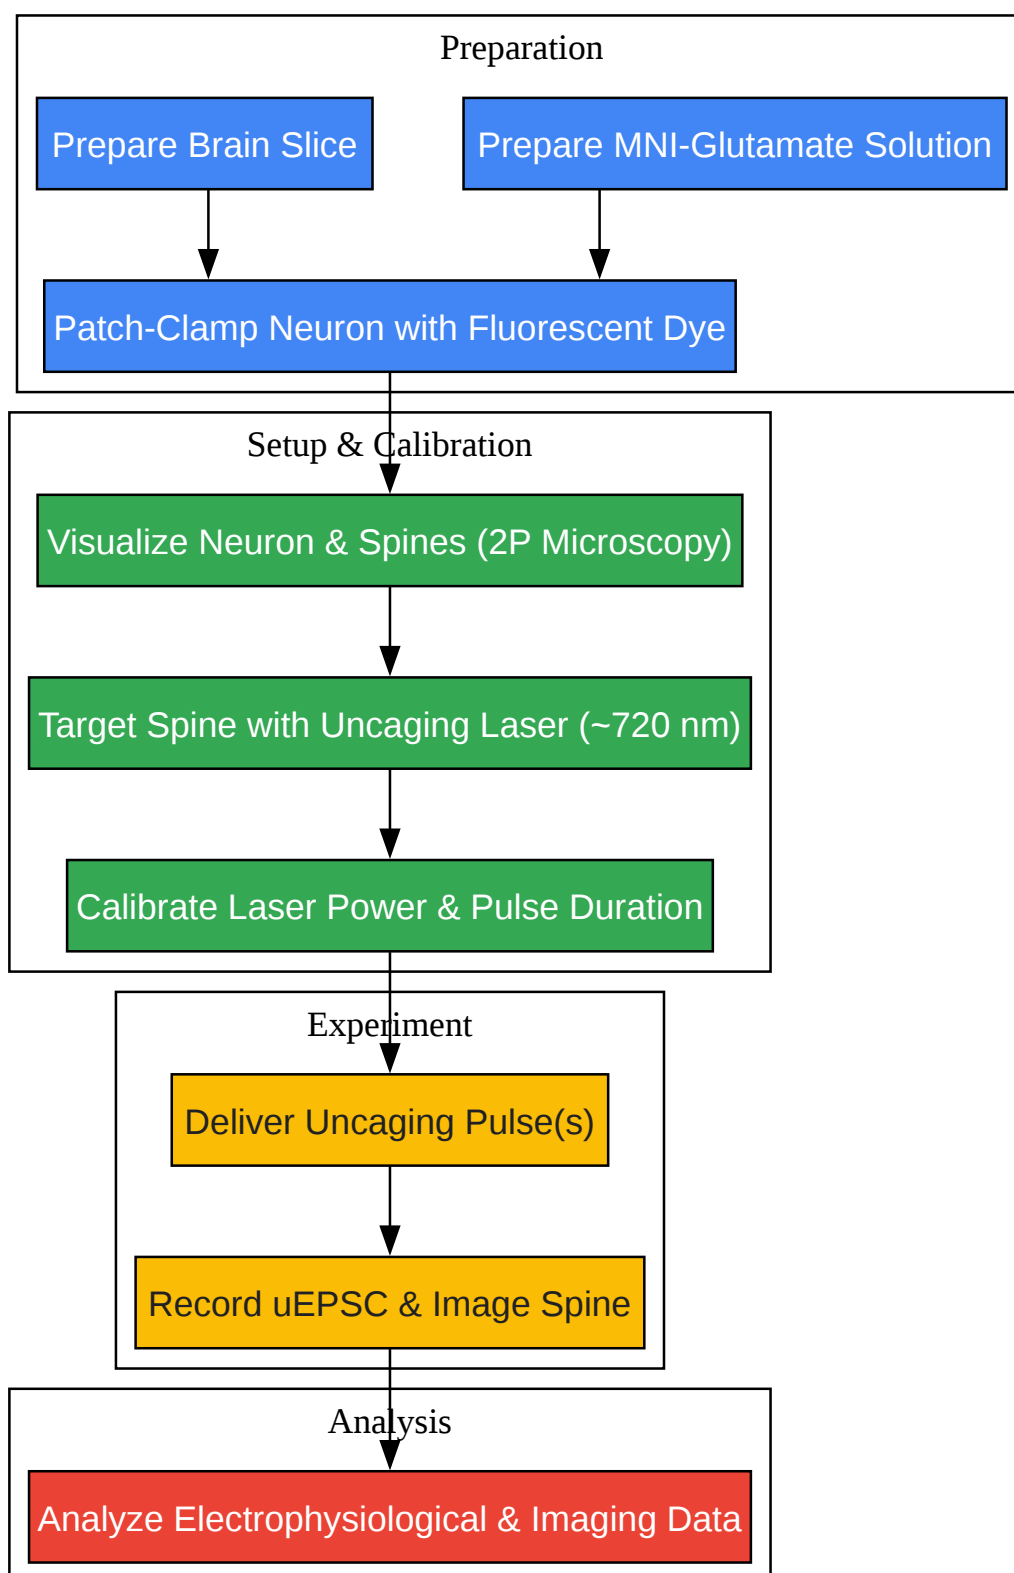 Preparation
Prepare Brain Slice
Prepare MNI-Glutamate Solution
Patch-Clamp Neuron with Fluorescent Dye
Setup & Calibration
Visualize Neuron & Spines (2P Microscopy)
Target Spine with Uncaging Laser (~720 nm)
Calibrate Laser Power & Pulse Duration
Experiment
Deliver Uncaging Pulse(s)
Record uEPSC & Image Spine
Analysis
Analyze Electrophysiological & Imaging Data